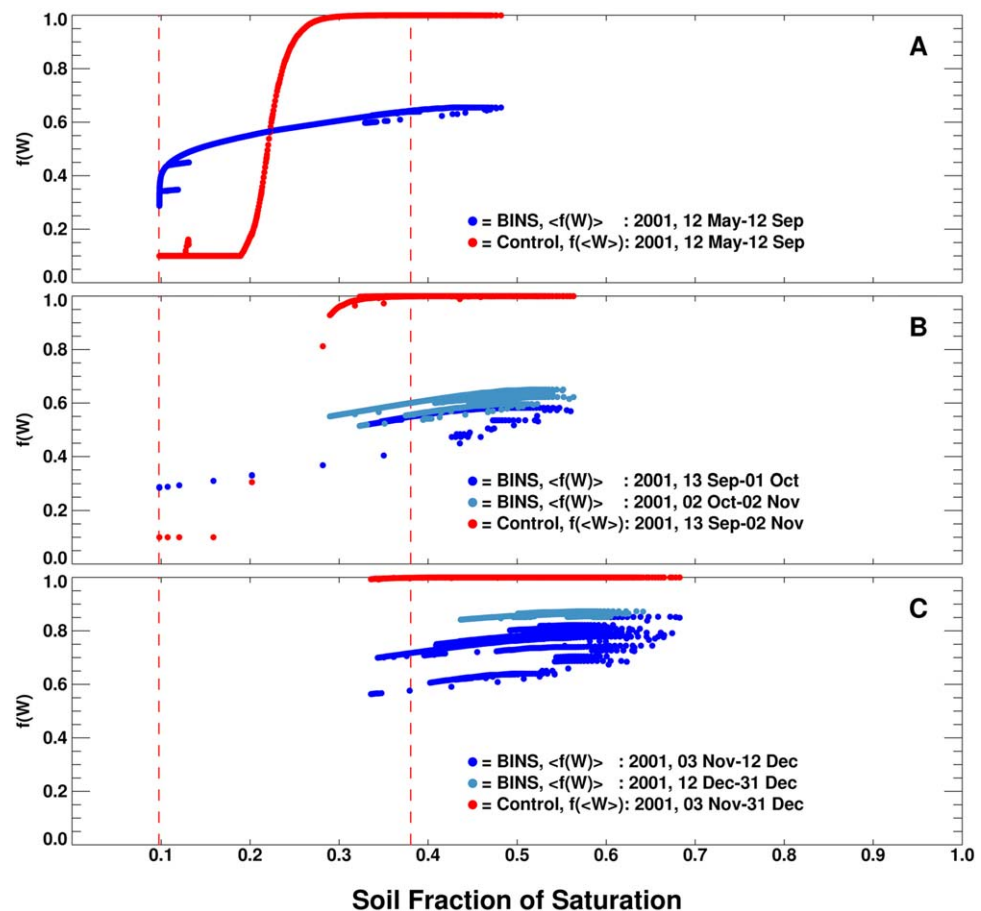 1.0
A
0.8
0.6
f(W)
0.4
= BINS, <f(W)> : 2001, 12 May-12 Sep
0.2
= Control, f(<W>): 2001, 12 May-12 Sep
0.0
1.0
B
0.8
0.6
f(W)
0.4
= BINS, <f(W)> : 2001, 13 Sep-01 Oct
= BINS, <f(W)> : 2001, 02 Oct-02 Nov
0.2
= Control, f(<W>): 2001, 13 Sep-02 Nov
0.0
1.0
C
0.8
0.6
f(W)
0.4
= BINS, <f(W)> : 2001, 03 Nov-12 Dec
= BINS, <f(W)> : 2001, 12 Dec-31 Dec
0.2
= Control, f(<W>): 2001, 03 Nov-31 Dec
0.0
0.1 0.2 0.3 0.4 0.5 0.6 0.7 0.8 0.9 1.0
Soil Fraction of Saturation